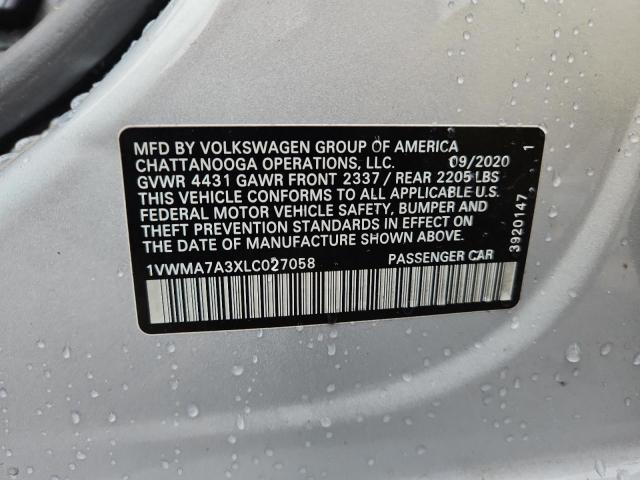 MFD BY VOLKSWAGEN GROUP OF AMERICA
CHATTANOOGA OPERATIONS, LLC. 09/2020
GVWR 4431 GAWR FRONT 2337 / REAR 2205 LBS
THIS VEHICLE CONFORMS TO ALL APPLICABLE U.S.
FEDERAL MOTOR VEHICLE SAFETY, BUMPER AND
THEFT PREVENTION STANDARDS IN EFFECT ON
THE DATE OF MANUFACTURE SHOWN ABOVE.
1VWMA7A3XLC027058 PASSENGER CAR
3920147 1